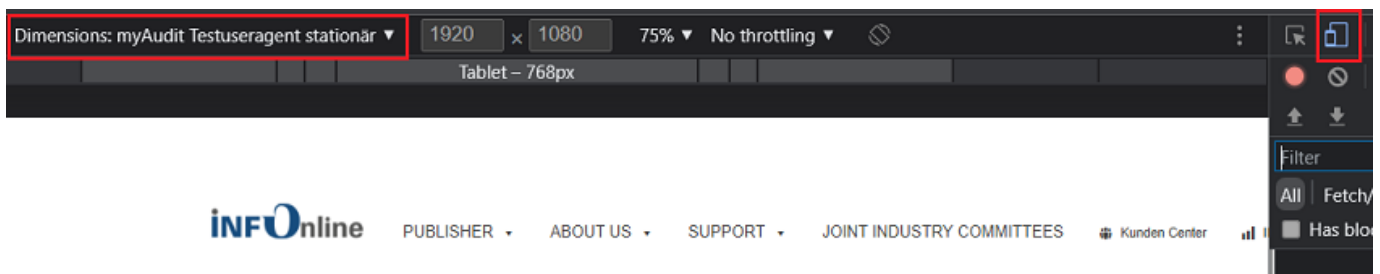 Dimensions: myAudit Testuseragent stationär ▼ 1920 × 1080 75% ▼ No throttling ▼
Tablet – 768px
Filter
All Fetch/
Has
iNFOnline PUBLISHER ABOUT US SUPPORT JOINT INDUSTRY COMMITTEES Kunden Center